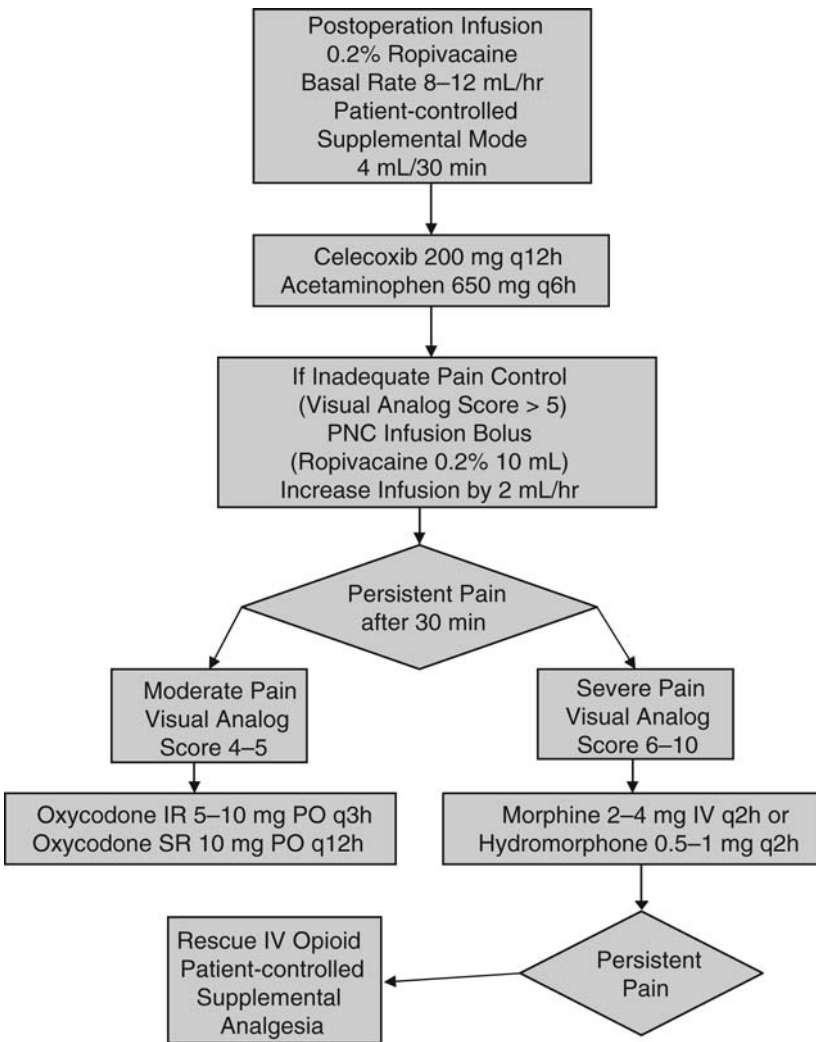 Postoperation Infusion
0.2% Ropivacaine
Basal Rate 8–12 mL/hr
Patient-controlled
Supplemental Mode
4 mL/30 min
Celecoxib 200 mg q12h
Acetaminophen 650 mg q6h
If Inadequate Pain Control
(Visual Analog Score > 5)
PNC Infusion Bolus
(Ropivacaine 0.2% 10 mL)
Increase Infusion by 2 mL/hr
Persistent Pain
after 30 min
Moderate Pain
Visual Analog
Score 4–5
Severe Pain
Visual Analog
Score 6–10
Oxycodone IR 5–10 mg PO q3h
Oxycodone SR 10 mg PO q12h
Morphine 2–4 mg IV q2h or
Hydromorphone 0.5–1 mg q2h
Rescue IV Opioid
Patient-controlled
Supplemental
Analgesia
Persistent
Pain